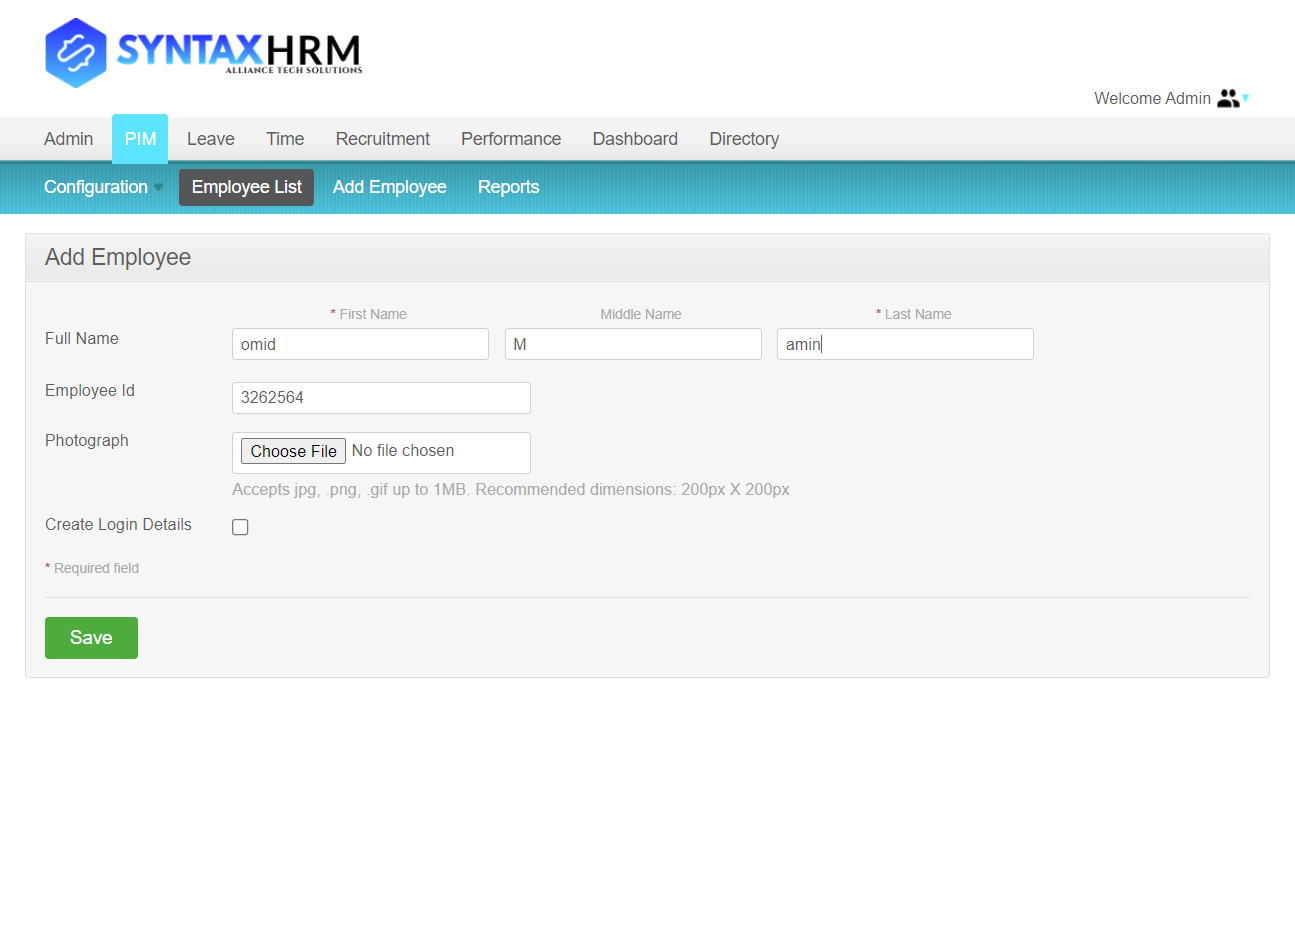 SYNTAXHRM
ALLIANCE TECH SOLUTIONS
Welcome Admin
Admin PIM Leave Time Recruitment Performance Dashboard Directory
Configuration Employee List Add Employee Reports
Add Employee
* First Name Middle Name * Last Name
Full Name omid M amin
Employee Id 3262564
Photograph Choose File No file chosen
Accepts jpg, .png, .gif up to 1MB. Recommended dimensions: 200px X 200px
Create Login Details
* Required field
Save